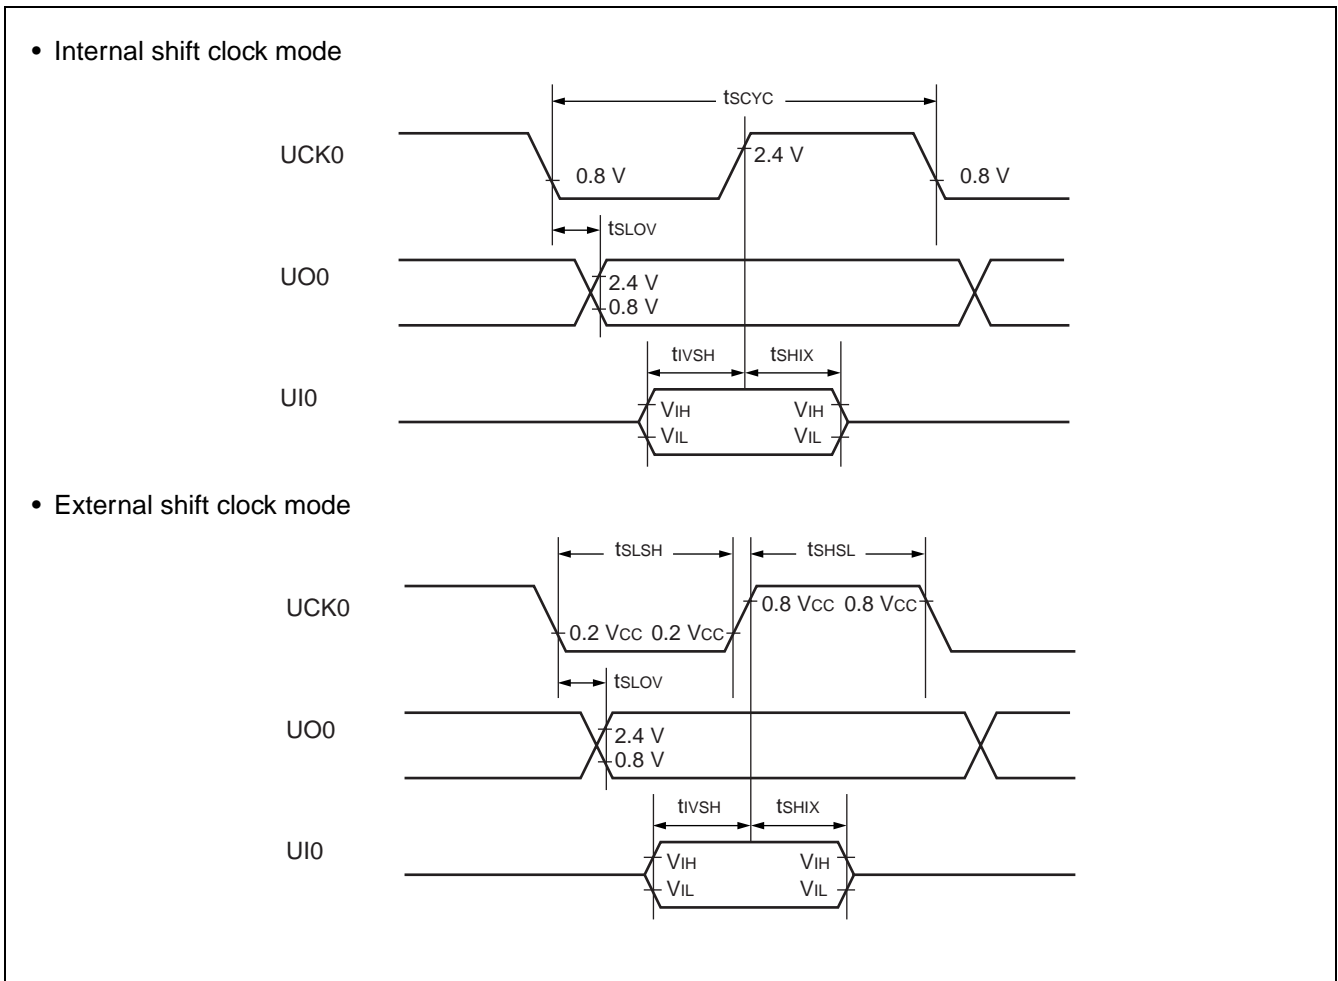 • Internal shift clock mode
tSCYC
UCK0
2.4 V
0.8 V
0.8 V
tSLOV
UO0
2.4 V
0.8 V
tIVSH
tSHIX
UI0
VIH
VIH
VIL
VIL
• External shift clock mode
tSLSH
tSHSL
UCK0
0.8 VCC 0.8 VCC
0.2 VCC 0.2 VCC
tSLOV
UO0
2.4 V
0.8 V
tIVSH
tSHIX
UI0
VIH
VIH
VIL
VIL